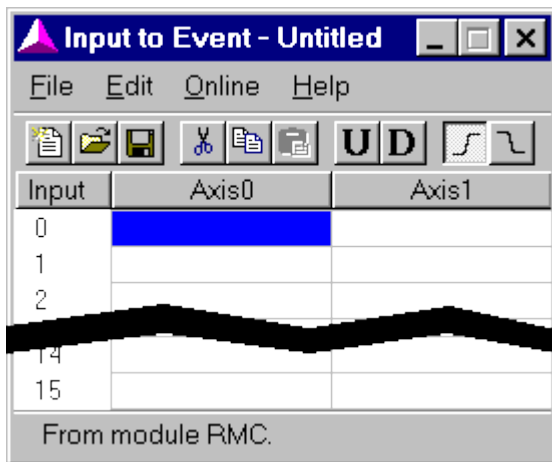 Input to Event - Untitled
File Edit Online Help
U D
Input Axis0 Axis1
0
1
2
14
15
From module RMC.